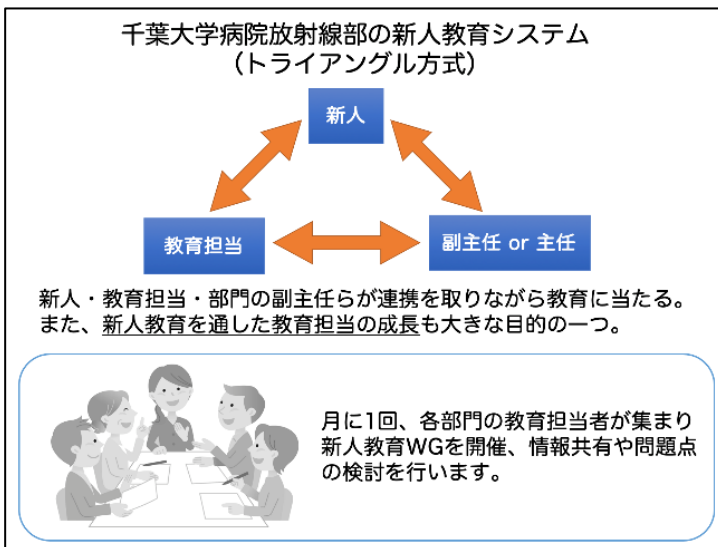 千葉大学病院放射線部の新人教育システム
（トライアングル方式）
新人
教育担当
副主任 or 主任
新人・教育担当・部門の副主任らが連携を取りながら教育に当たる。
また、新人教育を通した教育担当の成長も大きな目的の一つ。
月に1回、各部門の教育担当者が集まり
新人教育WGを開催、情報共有や問題点
の検討を行います。